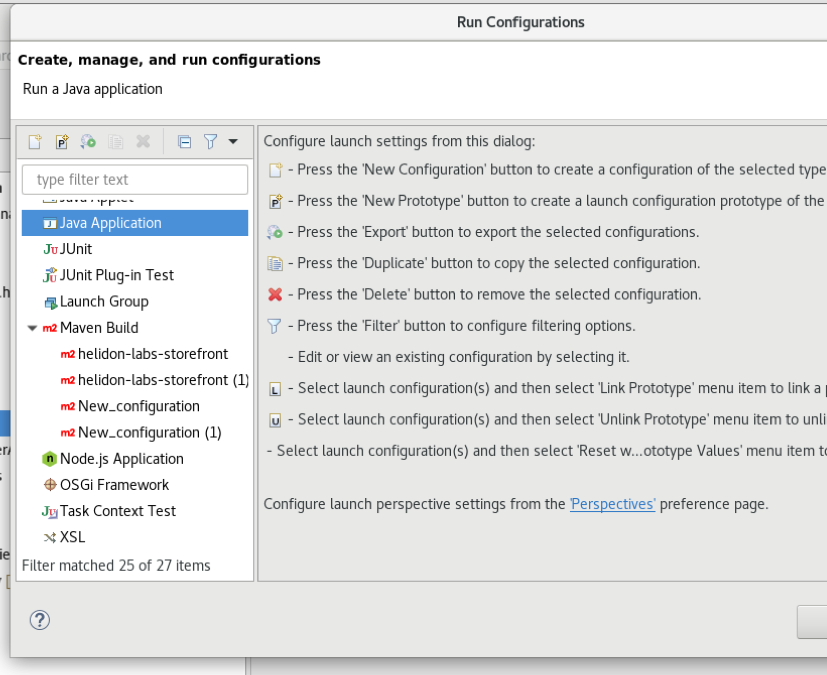 Run Configurations
Create, manage, and run configurations
Run a Java application
type filter text
Java Applet
Java Application
JUnit
JUnit Plug-in Test
Launch Group
Maven Build
m2 helidon-labs-storefront
m2 helidon-labs-storefront (1)
m2 New_configuration
m2 New_configuration (1)
Node.js Application
OSGi Framework
Task Context Test
XSL
Filter matched 25 of 27 items
Configure launch settings from this dialog:
- Press the 'New Configuration' button to create a configuration of the selected type
- Press the 'New Prototype' button to create a launch configuration prototype of the
- Press the 'Export' button to export the selected configurations.
- Press the 'Duplicate' button to copy the selected configuration.
- Press the 'Delete' button to remove the selected configuration.
- Press the 'Filter' button to configure filtering options.
- Edit or view an existing configuration by selecting it.
- Select launch configuration(s) and then select 'Link Prototype' menu item to link a
- Select launch configuration(s) and then select 'Unlink Prototype' menu item to unli
- Select launch configuration(s) and then select 'Reset w...ototype Values' menu item to
Configure launch perspective settings from the 'Perspectives' preference page.